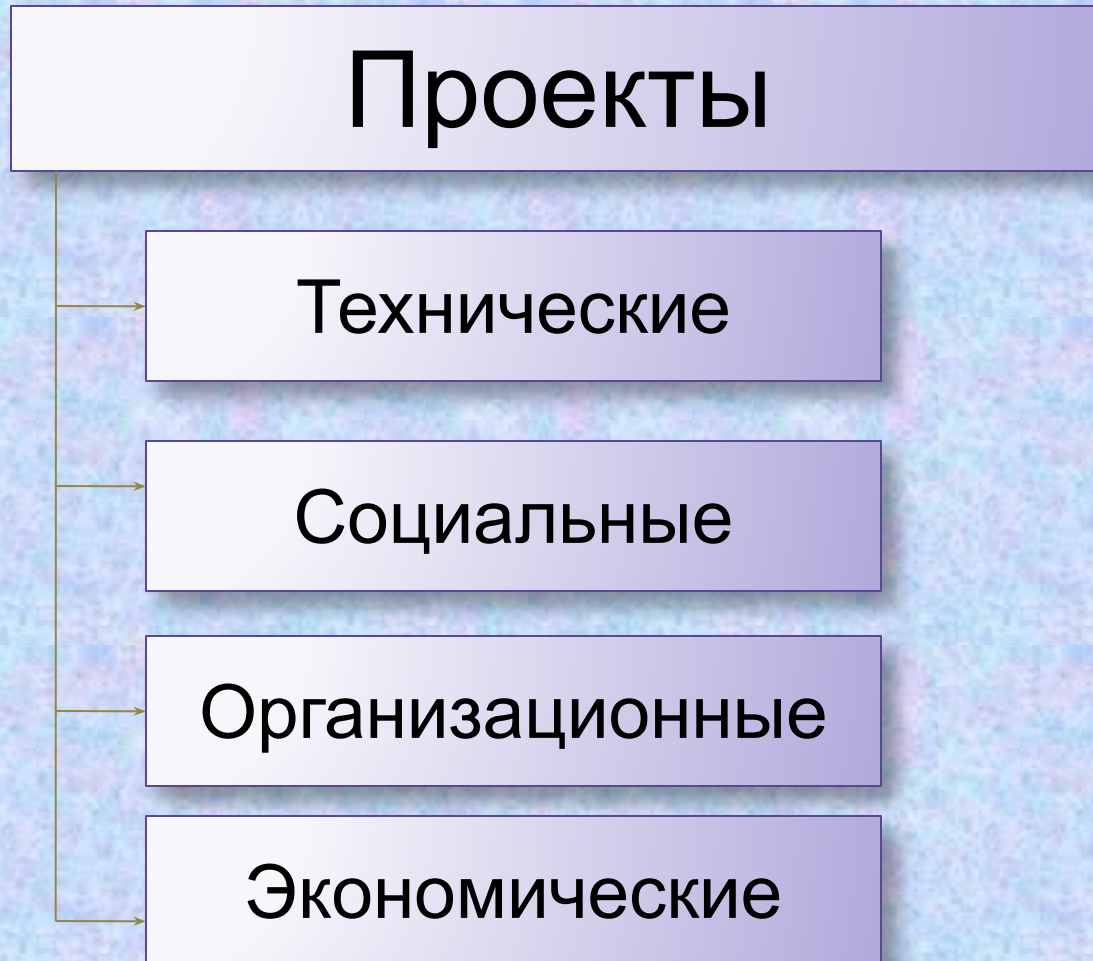 Проекты
Технические
Социальные
Организационные
Экономические